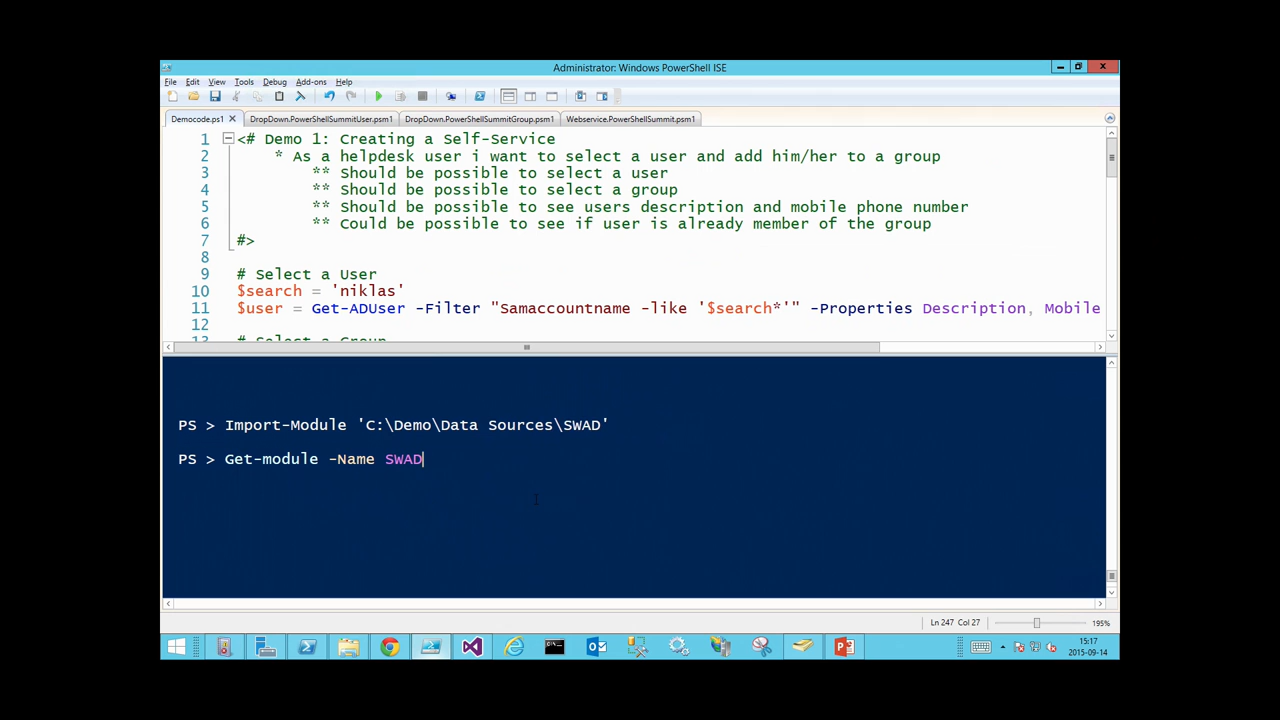 Administrator: Windows PowerShell ISE
File Edit View Tools Debug Add-ons Help
Democode.ps1 DropDown.PowerShellSummitUser.psm1 DropDown.PowerShellSummitGroup.psm1 Webservice.PowerShellSummit.psm1
1 <# Demo 1: Creating a Self-Service
2 * As a helpdesk user i want to select a user and add him/her to a group
3 ** Should be possible to select a user
4 ** Should be possible to select a group
5 ** Should be possible to see users description and mobile phone number
6 ** Could be possible to see if user is already member of the group
7 #>
8
9 # Select a User
10 $search = 'niklas'
11 $user = Get-ADUser -Filter "Samaccountname -like '$search*'" -Properties Description, Mobile
12
13 # Select a Group
PS > Import-Module 'C:\Demo\Data Sources\SWAD'
PS > Get-module -Name SWAD
Ln 247 Col 27 195%
15:17
2015-09-14